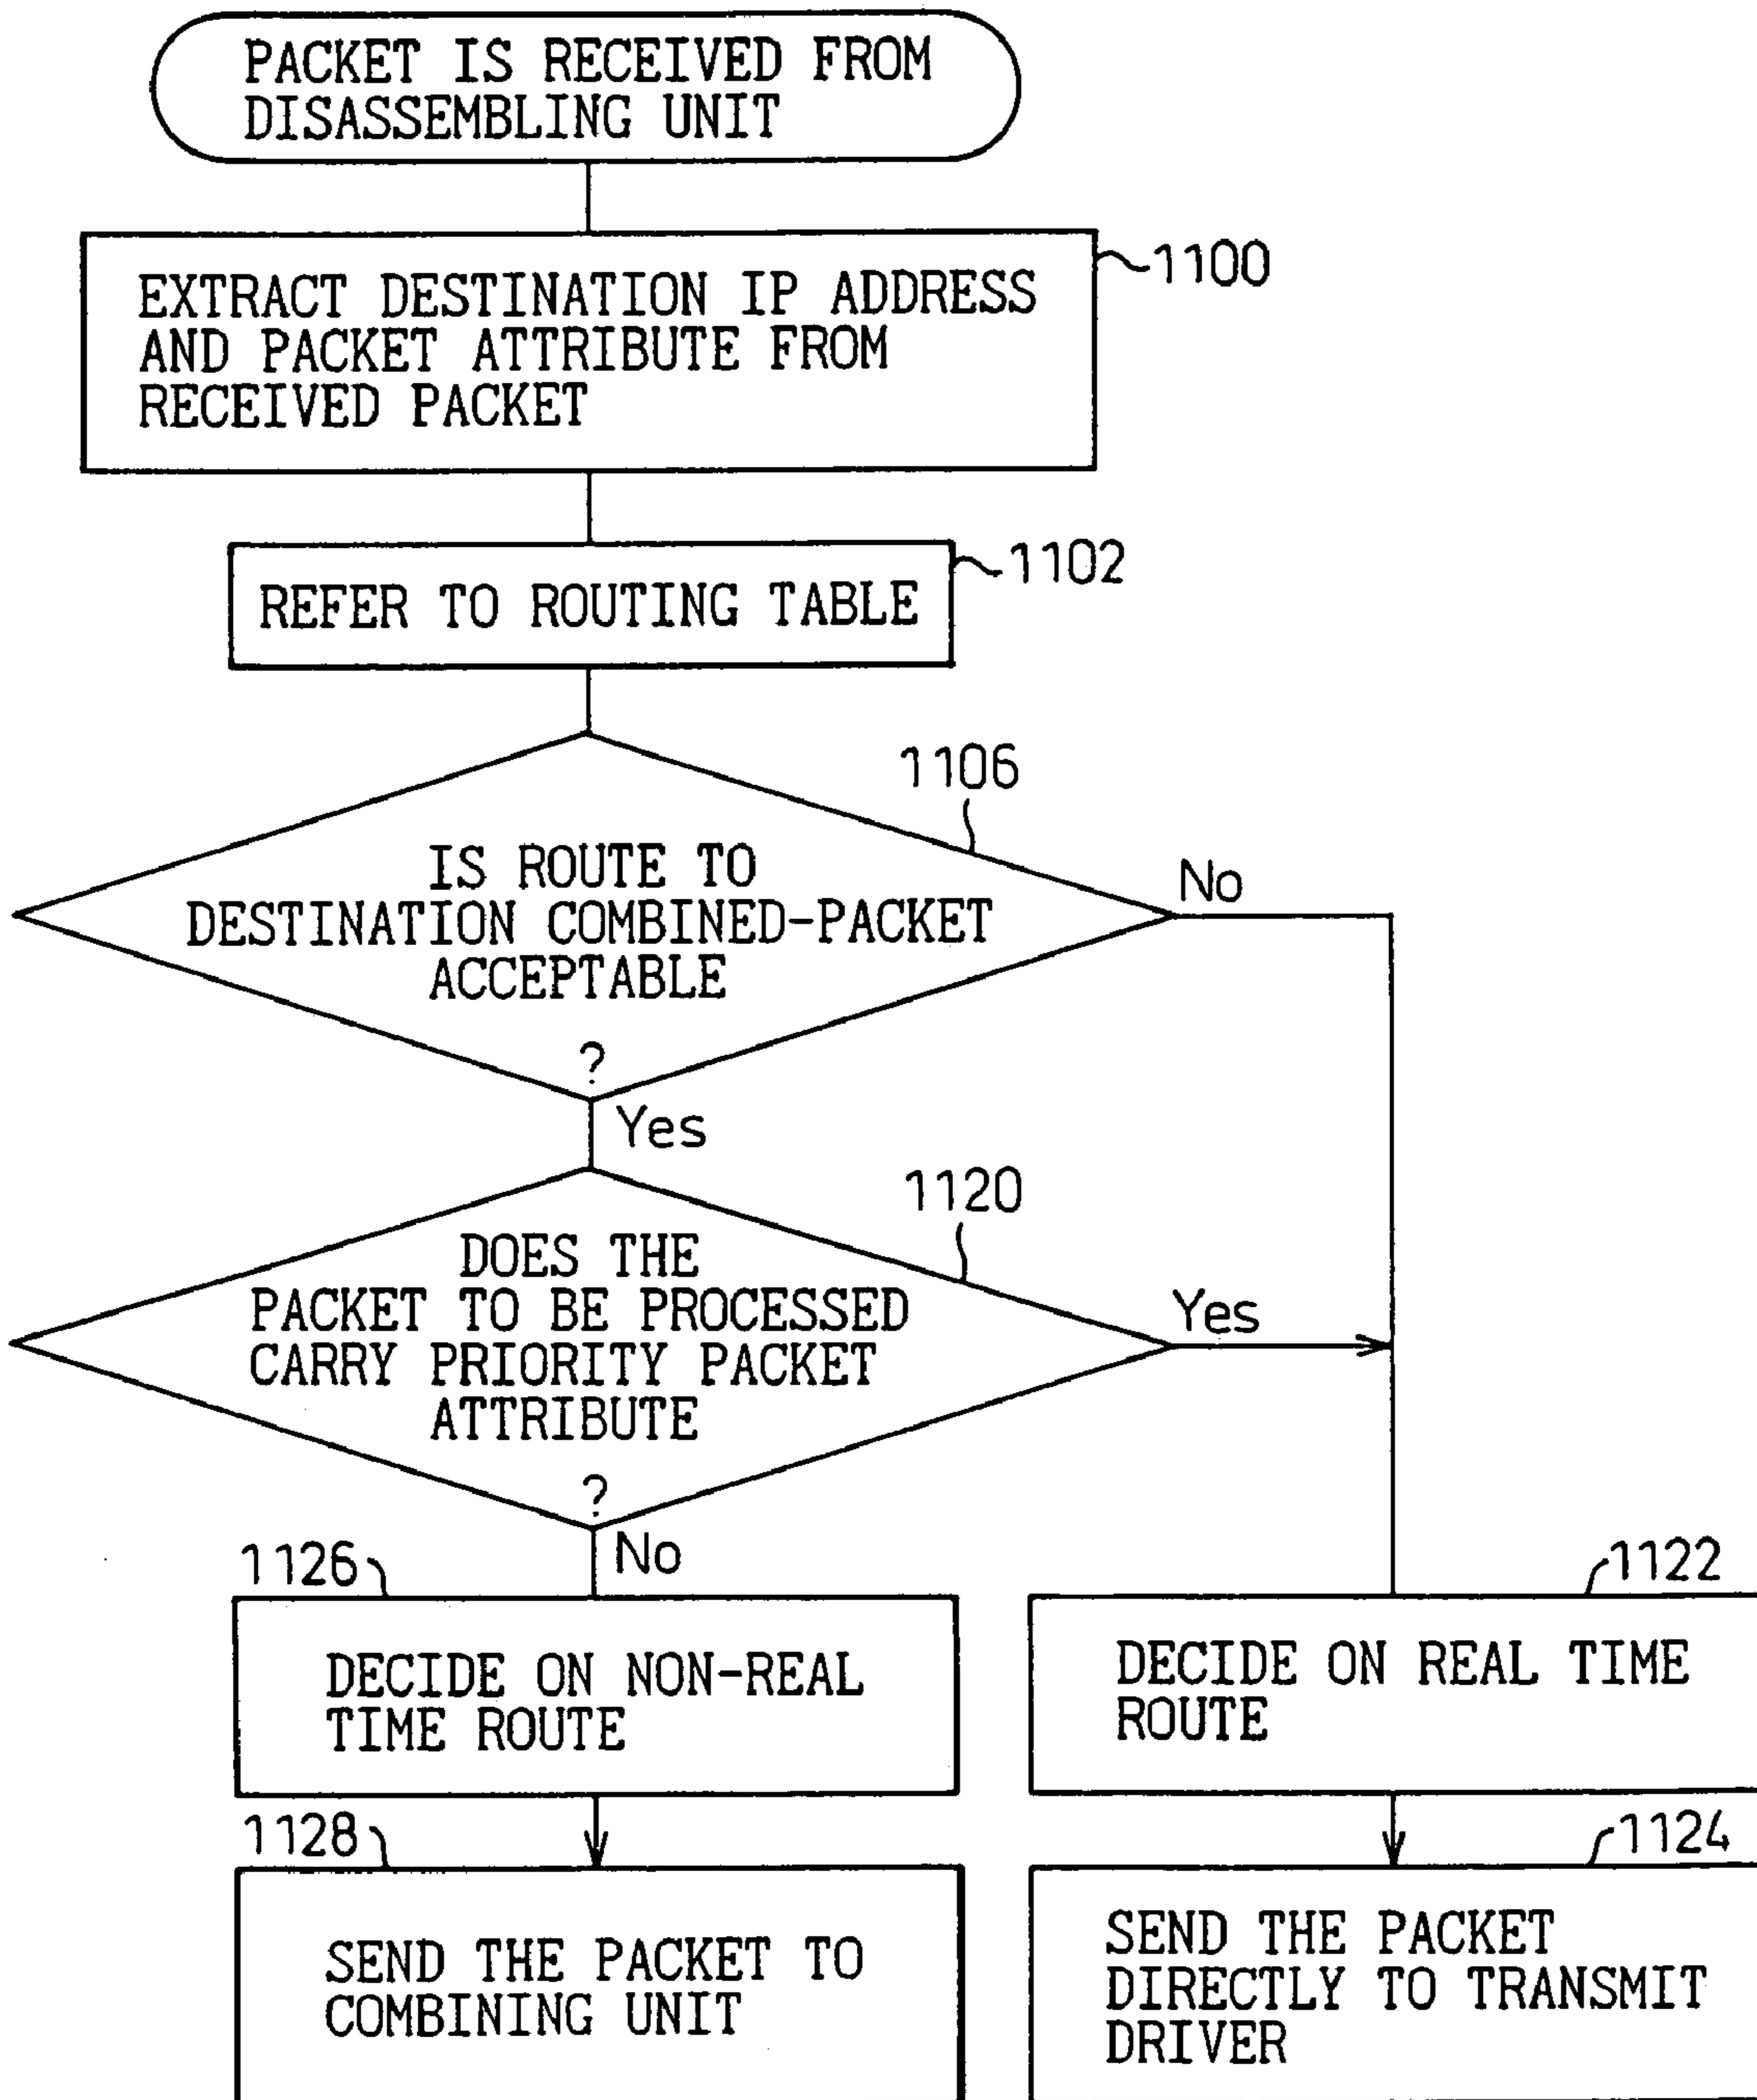 PACKET IS RECEIVED FROM
DISASSEMBLING UNIT
1100
EXTRACT DESTINATION IP ADDRESS
AND PACKET ATTRIBUTE FROM
RECEIVED PACKET
1102
REFER TO ROUTING TABLE
1106
IS ROUTE TO
DESTINATION COMBINED-PACKET
ACCEPTABLE
?
No
Yes
1120
DOES THE
PACKET TO BE PROCESSED
CARRY PRIORITY PACKET
ATTRIBUTE
?
Yes
No
1126
DECIDE ON NON-REAL
TIME ROUTE
1122
DECIDE ON REAL TIME
ROUTE
1128
SEND THE PACKET TO
COMBINING UNIT
1124
SEND THE PACKET
DIRECTLY TO TRANSMIT
DRIVER